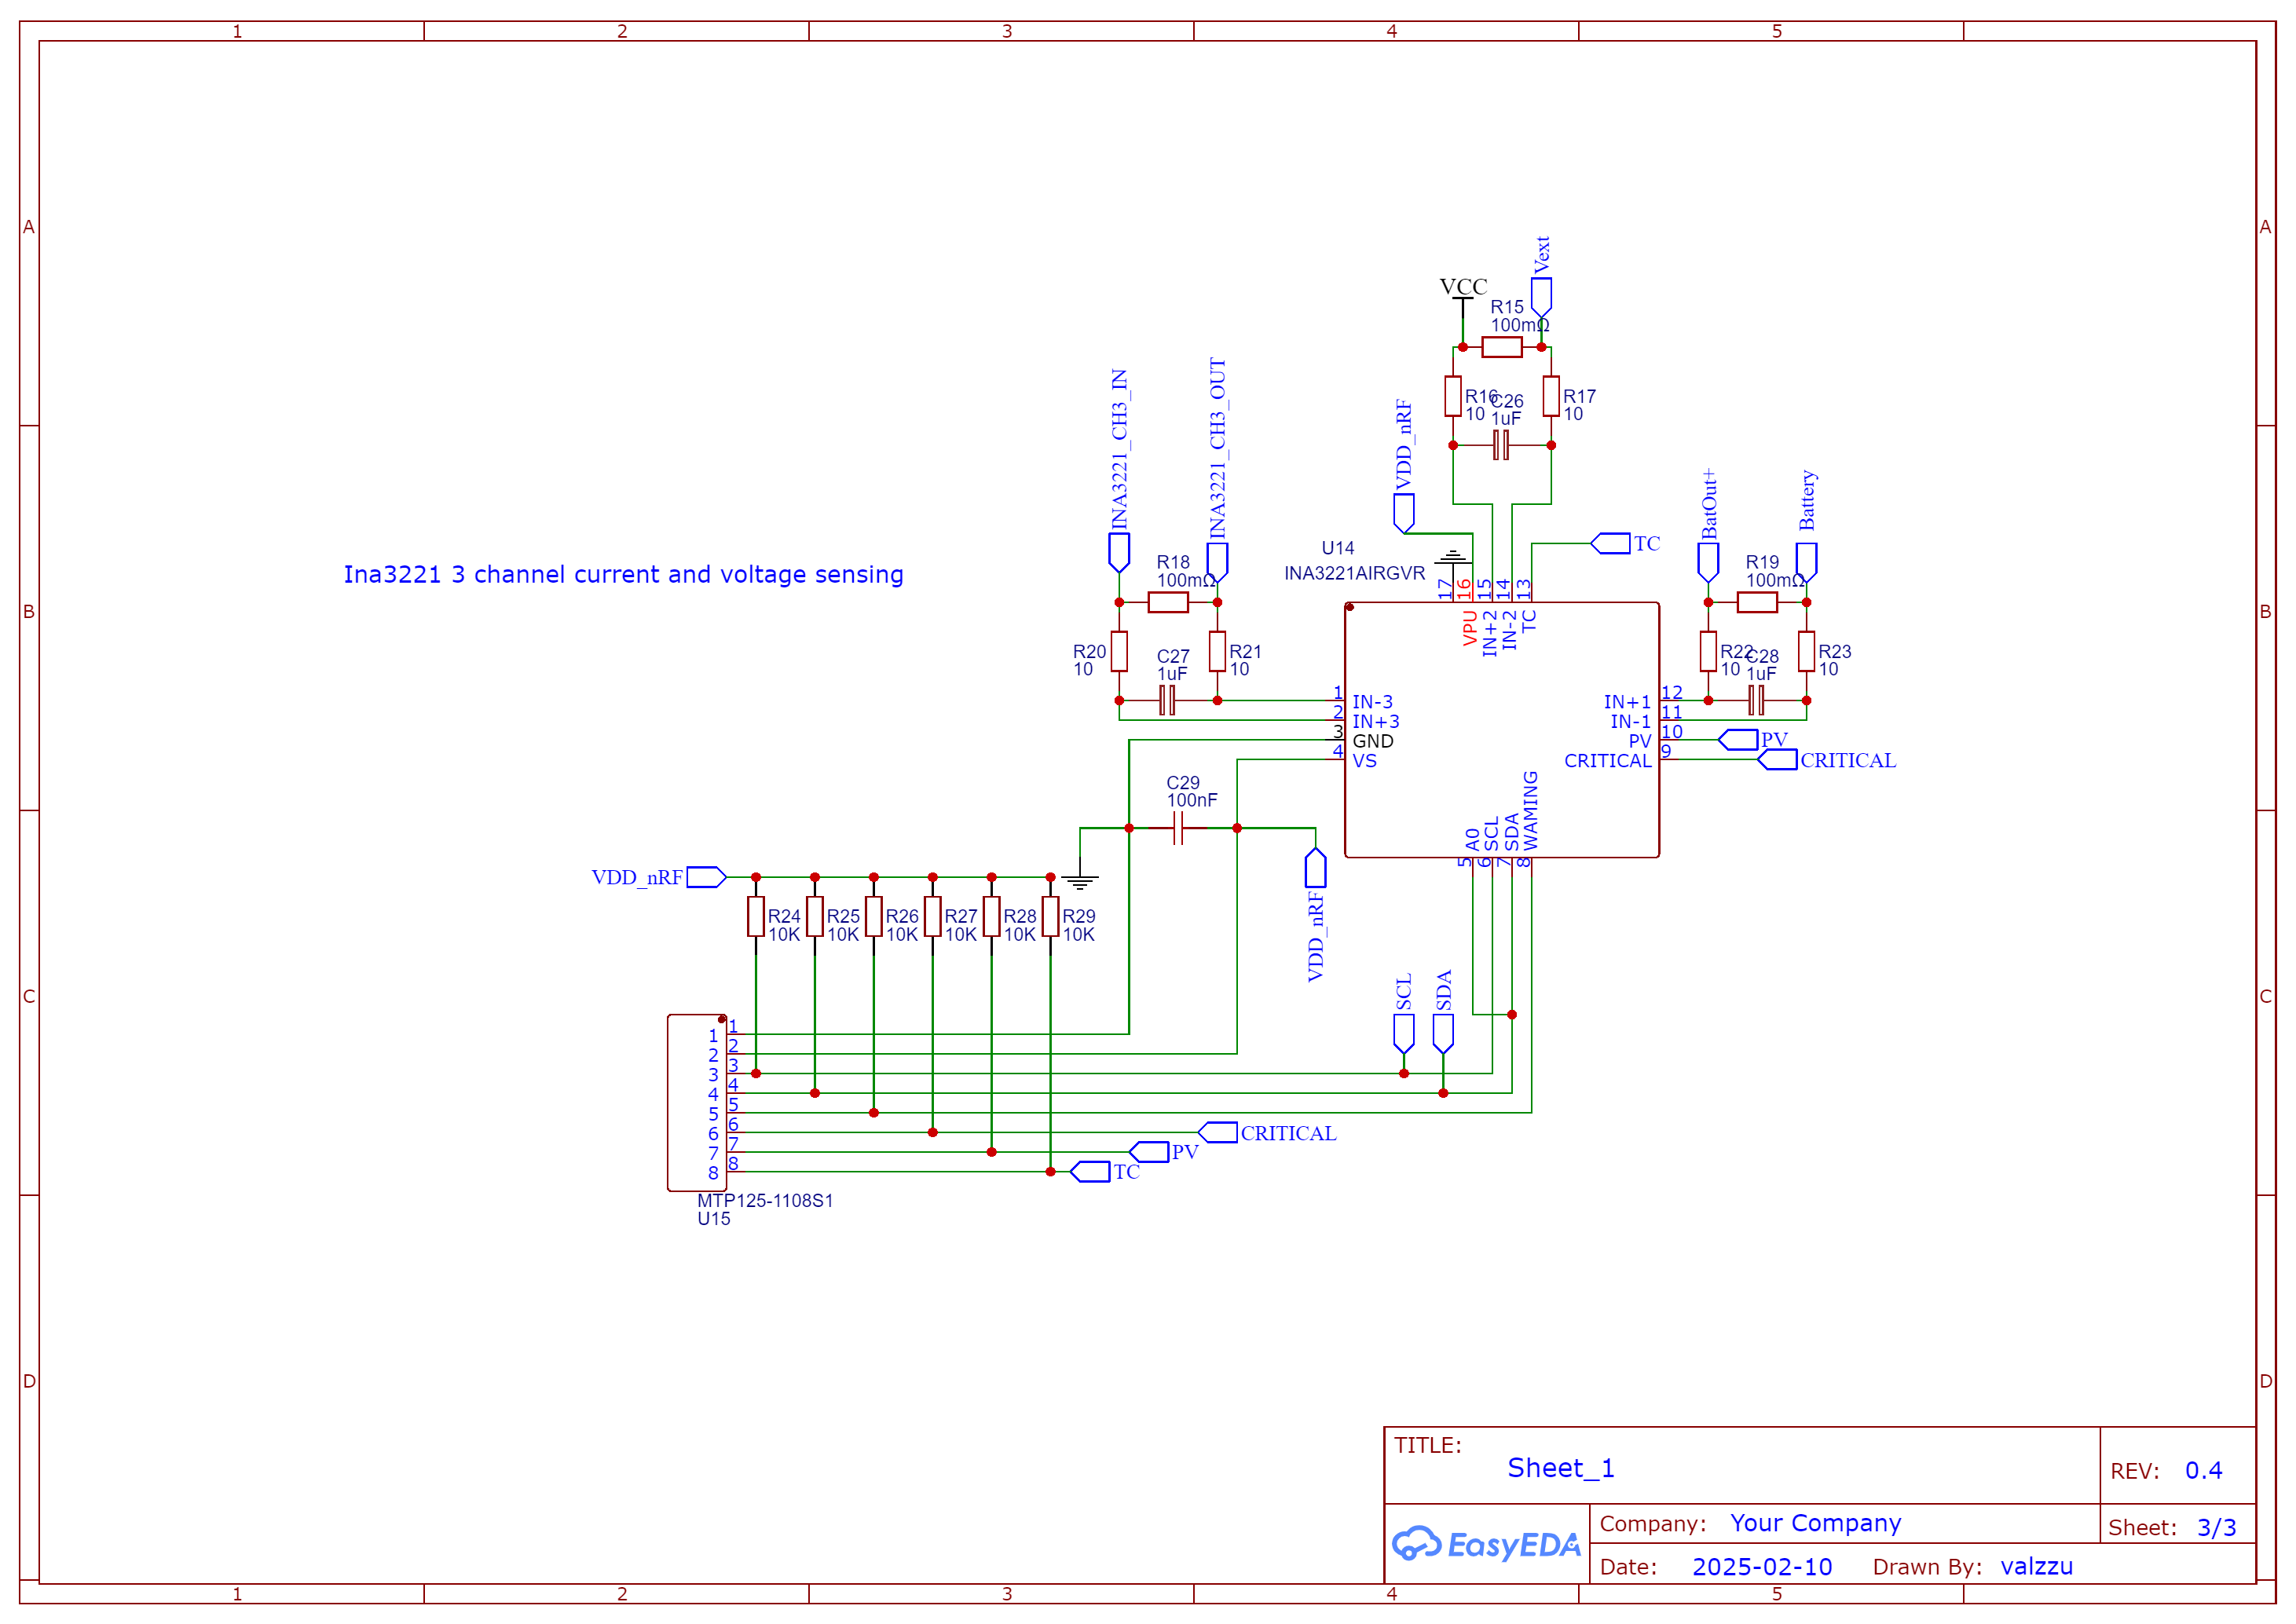 1 2 3 4 5
A A
B B
C C
D D
Vext
VCC
R15
100mΩ
R16
10
C26
1uF
R17
10
VDD_nRF
INA3221_CH3_IN
INA3221_CH3_OUT
BatOut+
Battery
TC
U14
INA3221AIRGVR
Ina3221 3 channel current and voltage sensing
R18
100mΩ
R19
100mΩ
17 16 15 14 13
VPU IN+2 IN-2 TC
R20
10
C27
1uF
R21
10
R22
10
C28
1uF
R23
10
1 IN-3
2 IN+3
3 GND
4 VS
IN+1 12
IN-1 11
PV 10
CRITICAL 9
PV
CRITICAL
A0 SCL SDA WAMING
5 6 7 8
C29
100nF
VDD_nRF
VDD_nRF
R24
10K
R25
10K
R26
10K
R27
10K
R28
10K
R29
10K
SCL
SDA
1 1
2 2
3 3
4 4
5 5
6 6
7 7
8 8
CRITICAL
PV
TC
MTP125-1108S1
U15
TITLE:
Sheet_1
REV: 0.4
EasyEDA
Company: Your Company
Sheet: 3/3
Date: 2025-02-10 Drawn By: valzzu
1 2 3 4 5